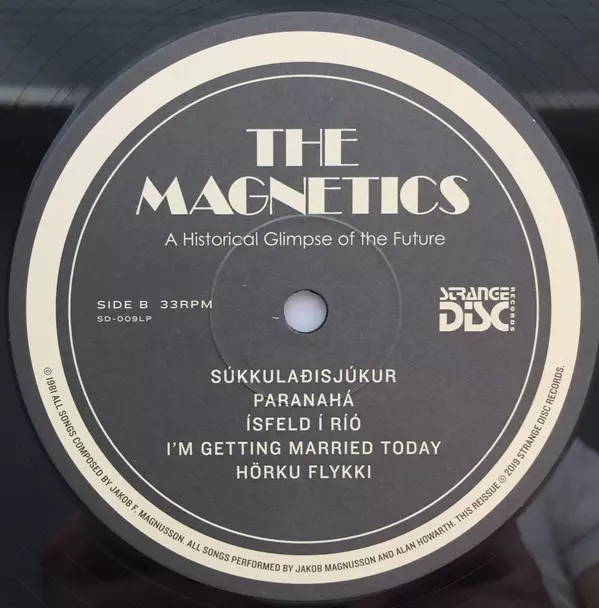 THE
MAGNETICS
A Historical Glimpse of the Future
SIDE B 33RPM
SD-009LP
STRANGE
DISC
RECORDS
SÚKKULAÐISJÚKUR
PARANAHÁ
ÍSFELD Í RÍÓ
I'M GETTING MARRIED TODAY
HÖRKU FLYKKI
℗ 1981 ALL SONGS COMPOSED BY JAKOB F. MAGNUSSON. ALL SONGS PERFORMED BY JAKOB MAGNUSSON AND ALAN HOWARTH. THIS REISSUE ℗ 2019 STRANGE DISC RECORDS.